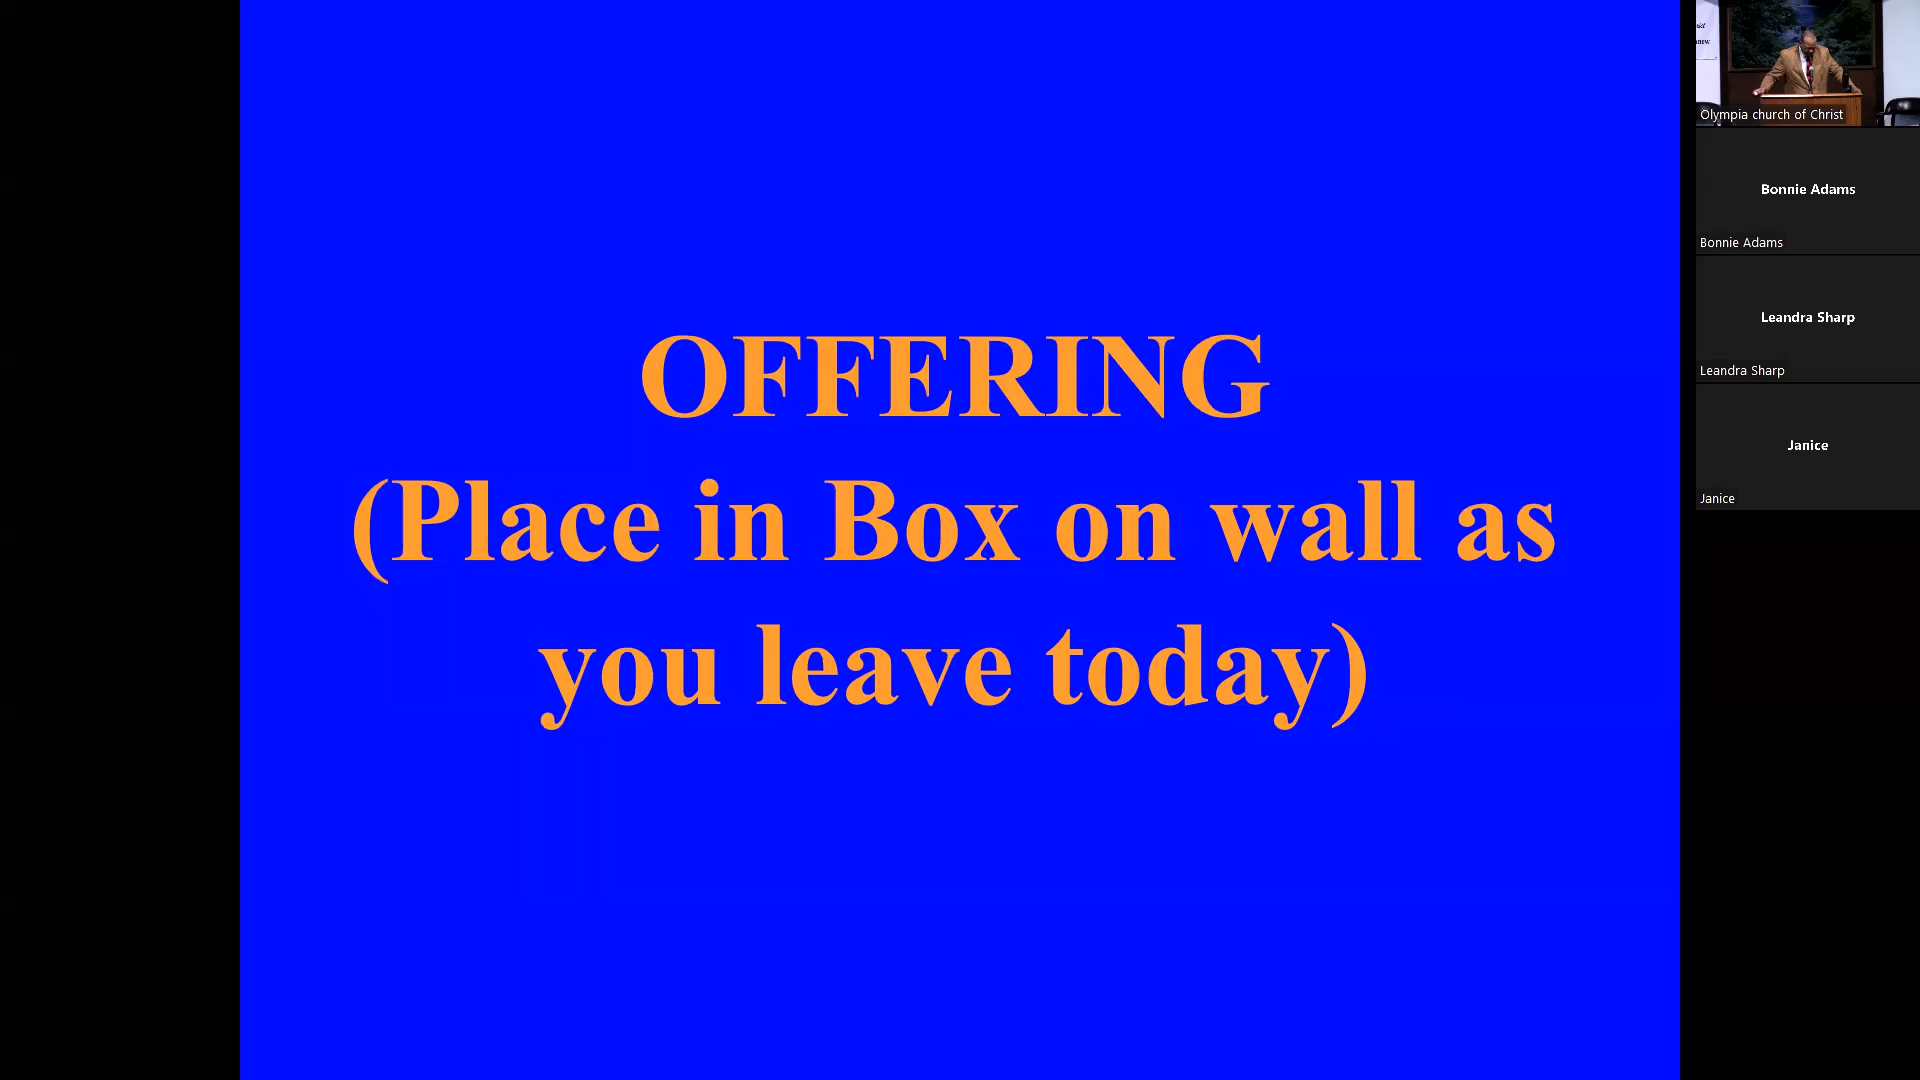 OFFERING
(Place in Box on wall as
you leave today)
Olympia church of Christ
Bonnie Adams
Bonnie Adams
Leandra Sharp
Leandra Sharp
Janice
Janice